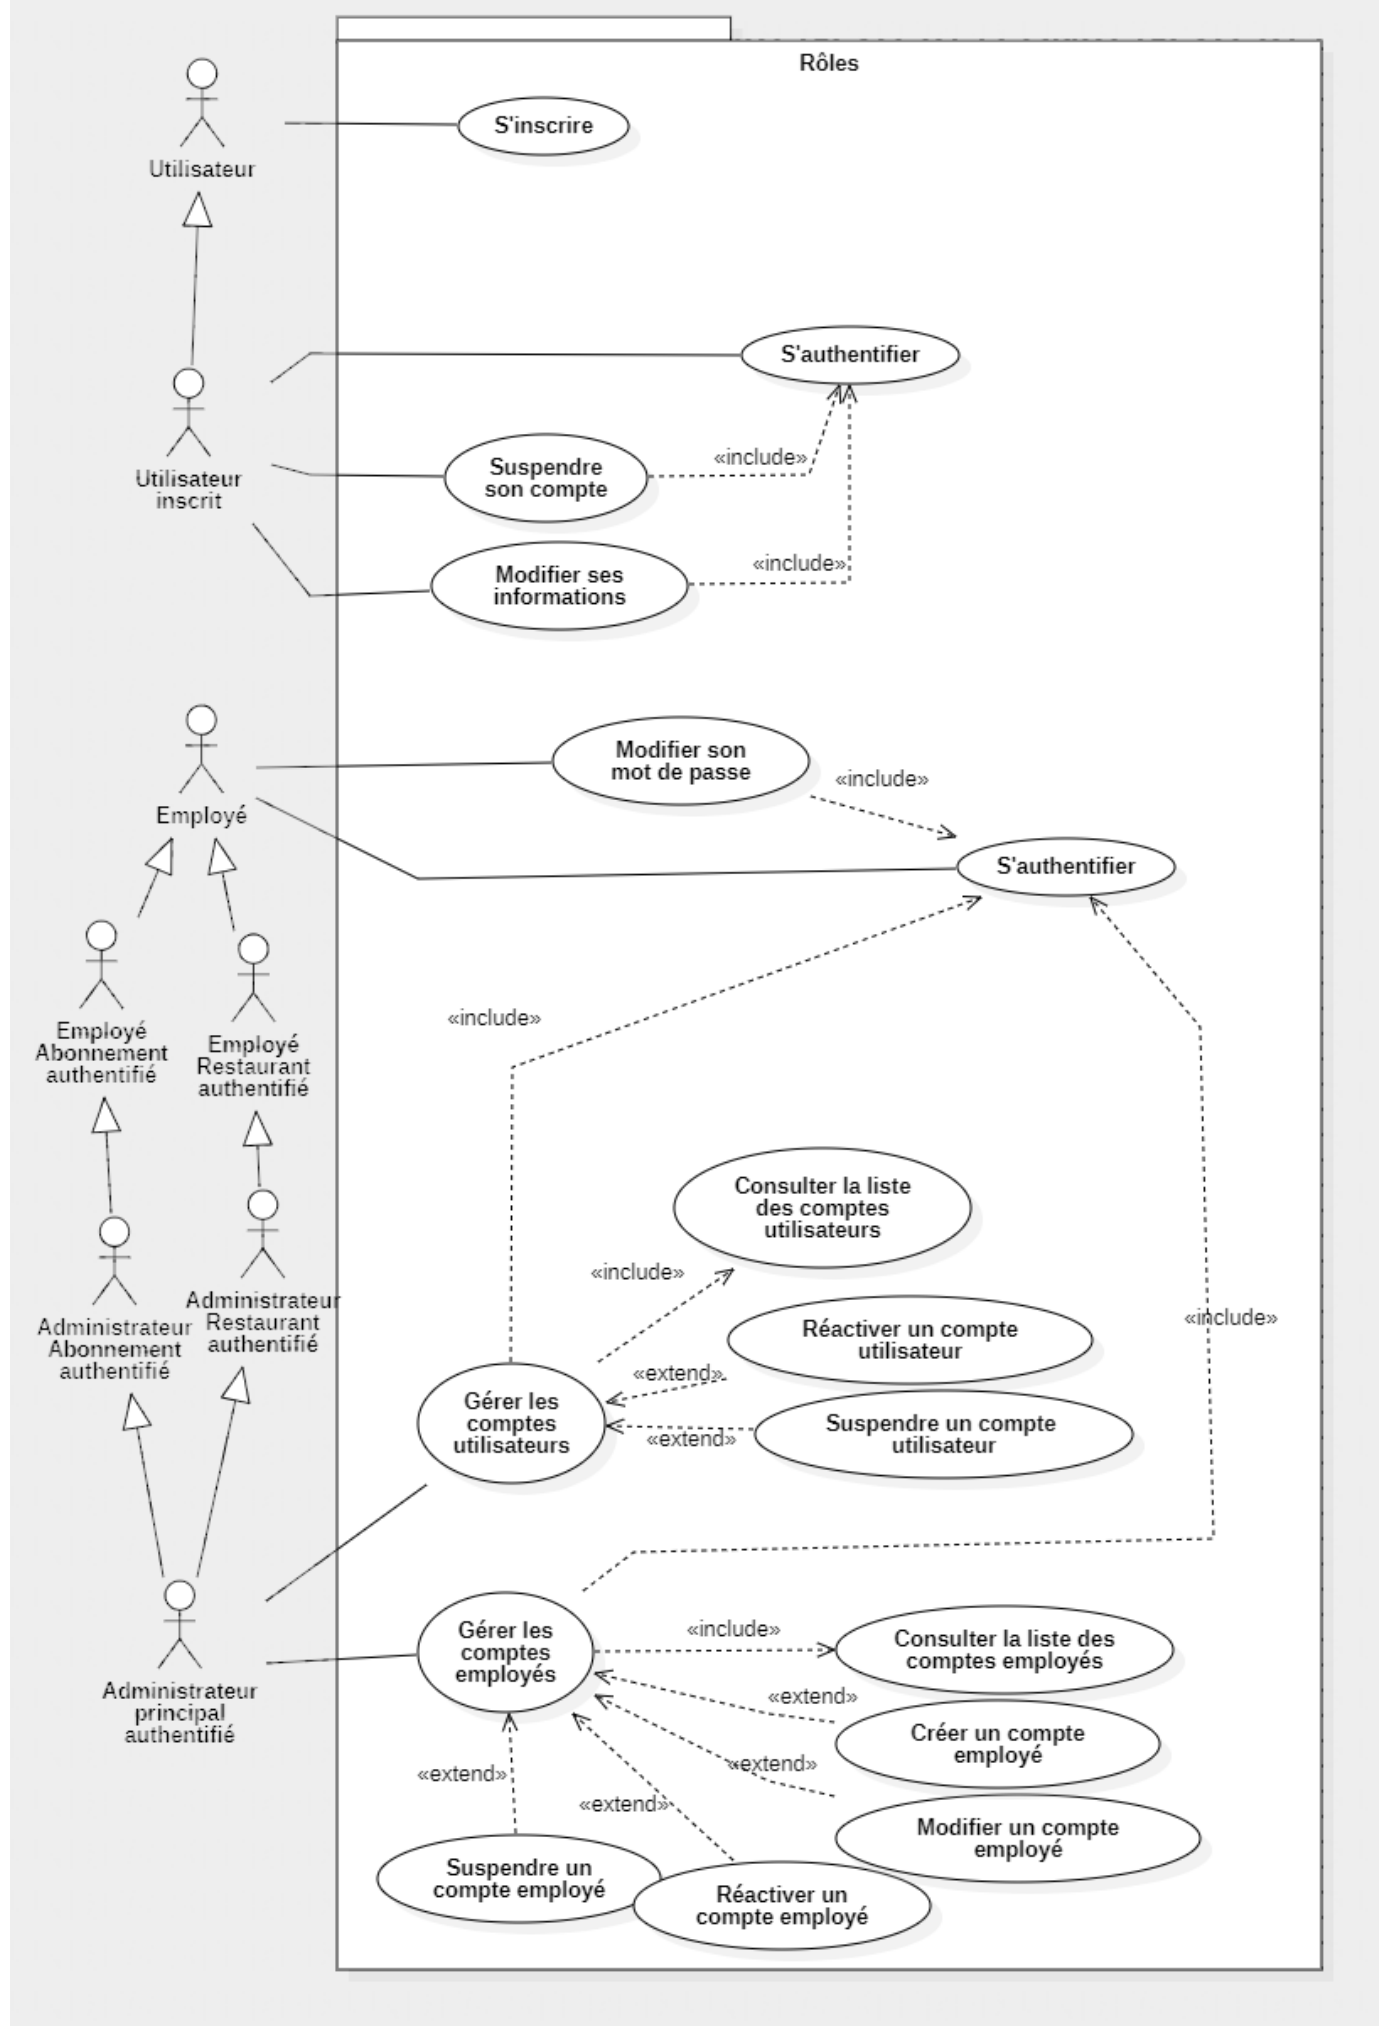 Rôles
S'inscrire
Utilisateur
S'authentifier
«include»
Suspendre
son compte
Utilisateur
inscrit
«include»
Modifier ses
informations
Modifier son
mot de passe
«include»
Employé
S'authentifier
«include»
Employé
Abonnement
authentifié
Employé
Restaurant
authentifié
Consulter la liste
des comptes
utilisateurs
«include»
Administrateur
Restaurant
authentifié
Administrateur
Abonnement
authentifié
«include»
Réactiver un compte
utilisateur
«extend»
Gérer les
comptes
utilisateurs
Suspendre un compte
utilisateur
«extend»
Gérer les
comptes
employés
«include»
Consulter la liste des
comptes employés
Administrateur
principal
authentifié
«extend»
Créer un compte
employé
«extend»
«extend»
«extend»
Modifier un compte
employé
Suspendre un
compte employé
Réactiver un
compte employé